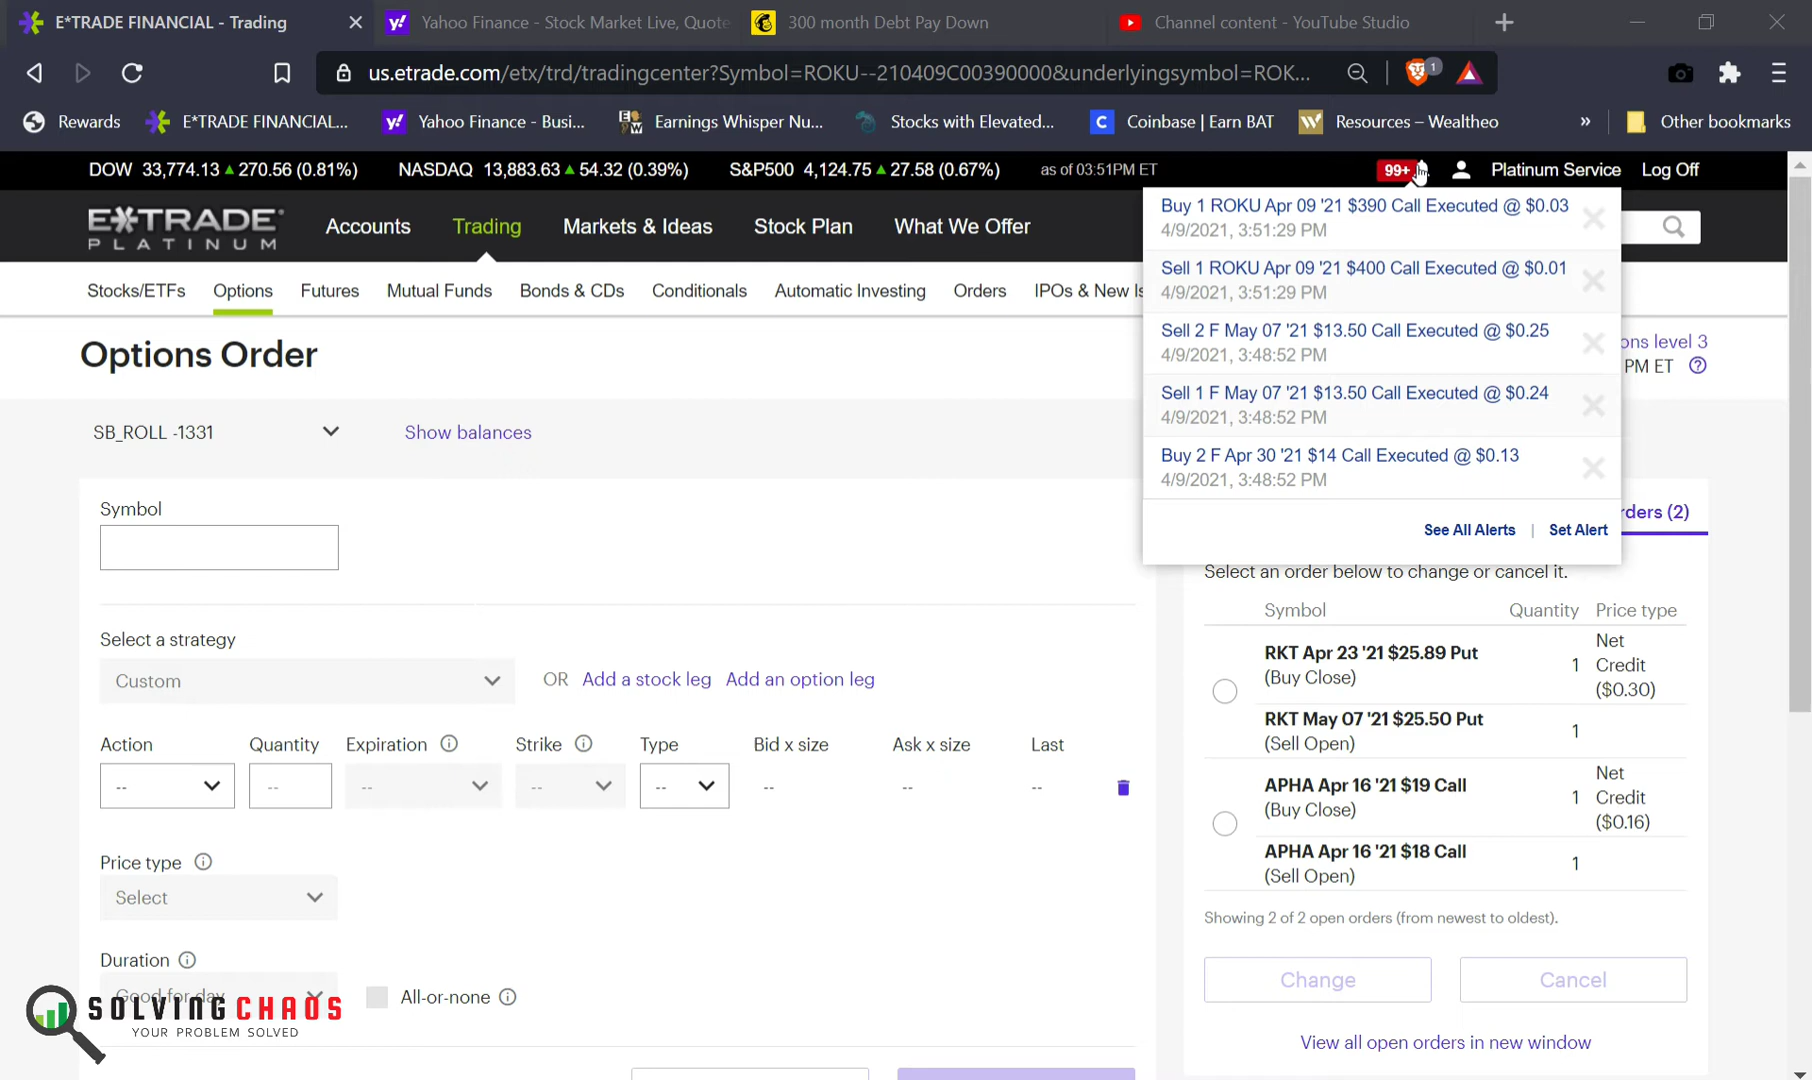 E*TRADE FINANCIAL - Trading
Yahoo Finance - Stock Market Live, Quote
300 month Debt Pay Down
Channel content - YouTube Studio
us.etrade.com/etx/trd/tradingcenter?Symbol=ROKU--210409C00390000&underlyingsymbol=ROK...
1
Rewards
E*TRADE FINANCIAL...
Yahoo Finance - Busi...
Earnings Whisper Nu...
Stocks with Elevated...
Coinbase | Earn BAT
Resources – Wealtheo
»
Other bookmarks
DOW 33,774.13 ▲ 270.56 (0.81%)
NASDAQ 13,883.63 ▲ 54.32 (0.39%)
S&P500 4,124.75 ▲ 27.58 (0.67%)
as of 03:51PM ET
99+
Platinum Service
Log Off
E*TRADE
PLATINUM
Accounts
Trading
Markets & Ideas
Stock Plan
What We Offer
Buy 1 ROKU Apr 09 '21 $390 Call Executed @ $0.03
4/9/2021, 3:51:29 PM
Sell 1 ROKU Apr 09 '21 $400 Call Executed @ $0.01
4/9/2021, 3:51:29 PM
Sell 2 F May 07 '21 $13.50 Call Executed @ $0.25
4/9/2021, 3:48:52 PM
Sell 1 F May 07 '21 $13.50 Call Executed @ $0.24
4/9/2021, 3:48:52 PM
Buy 2 F Apr 30 '21 $14 Call Executed @ $0.13
4/9/2021, 3:48:52 PM
See All Alerts | Set Alert
Stocks/ETFs
Options
Futures
Mutual Funds
Bonds & CDs
Conditionals
Automatic Investing
Orders
IPOs & New Is
Options Order
ons level 3
PM ET
SB_ROLL -1331
Show balances
Symbol
Select a strategy
Custom
OR Add a stock leg Add an option leg
Action
Quantity
Expiration
Strike
Type
Bid x size
Ask x size
Last
--
--
--
--
--
--
--
--
Price type
Select
Duration
Good for day
All-or-none
rders (2)
Select an order below to change or cancel it.
Symbol Quantity Price type
RKT Apr 23 '21 $25.89 Put
(Buy Close)
1
Net
Credit
($0.30)
RKT May 07 '21 $25.50 Put
(Sell Open)
1
APHA Apr 16 '21 $19 Call
(Buy Close)
1
Net
Credit
($0.16)
APHA Apr 16 '21 $18 Call
(Sell Open)
1
Showing 2 of 2 open orders (from newest to oldest).
Change
Cancel
View all open orders in new window
SOLVINGCHAOS
YOUR PROBLEM SOLVED